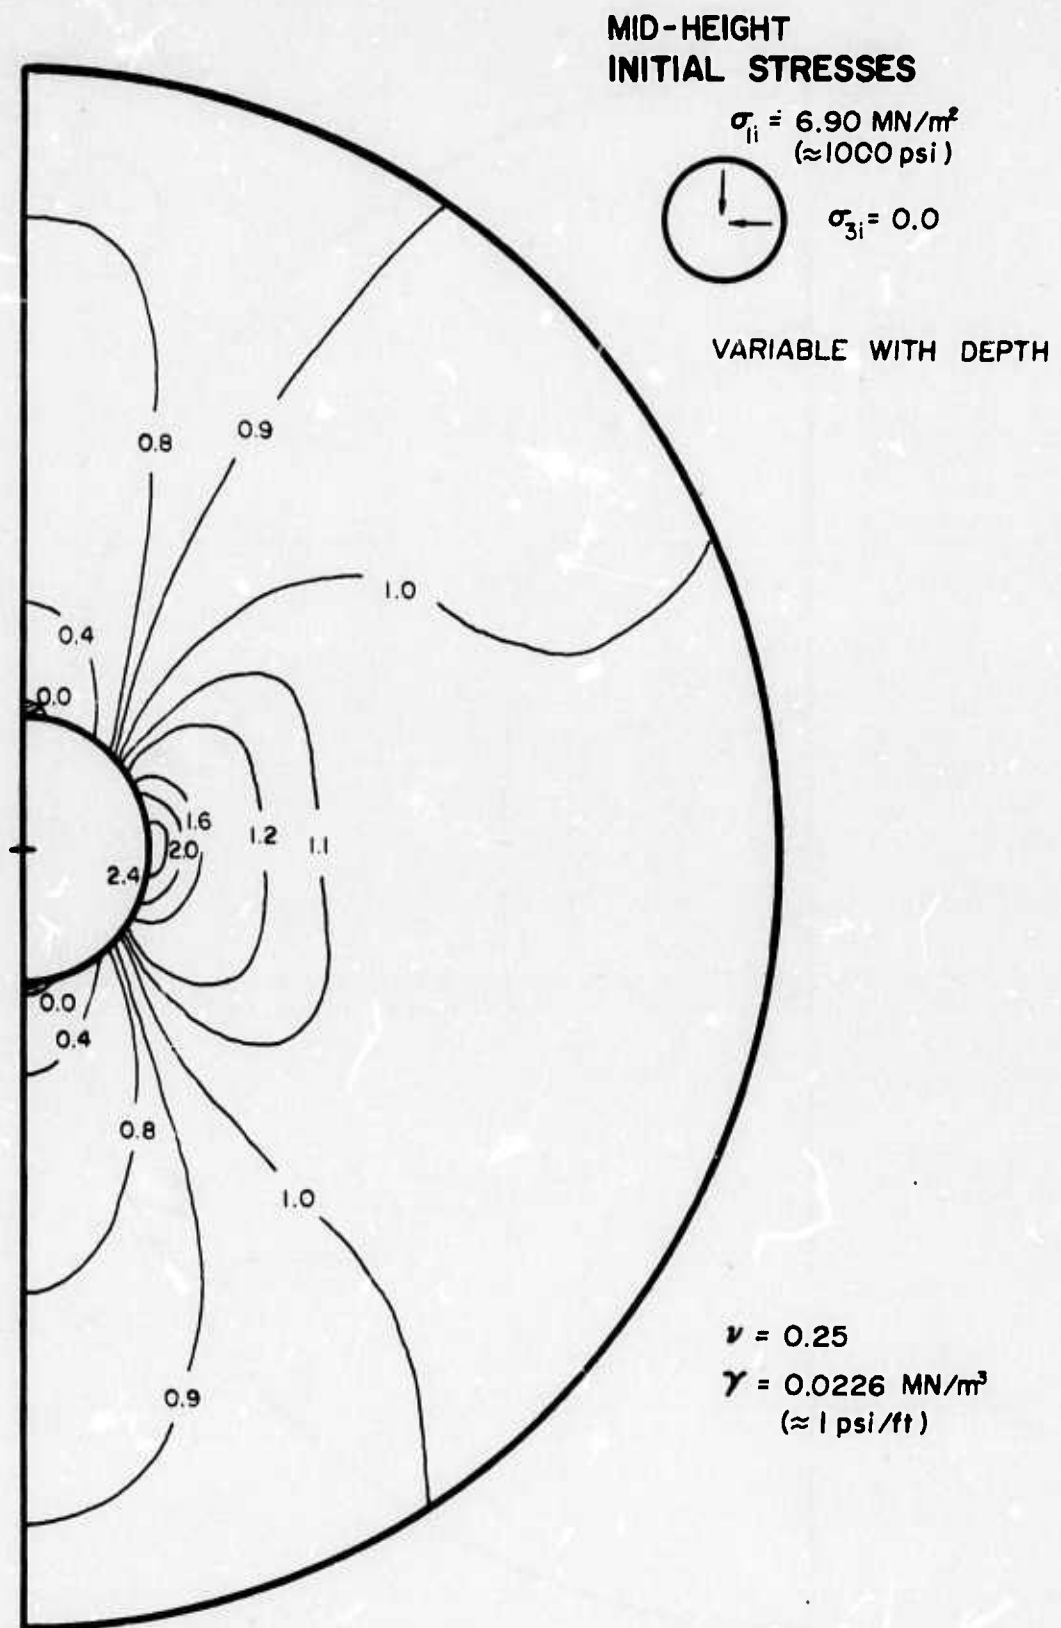 MID-HEIGHT
INITIAL STRESSES
σ1i = 6.90 MN/m²
(≈1000 psi)
σ3i = 0.0
VARIABLE WITH DEPTH
0.8
0.9
1.0
0.4
0.0
1.6
1.2
1.1
2.0
2.4
0.0
0.4
0.8
1.0
0.9
ν = 0.25
γ = 0.0226 MN/m³
(≈ 1 psi/ft)